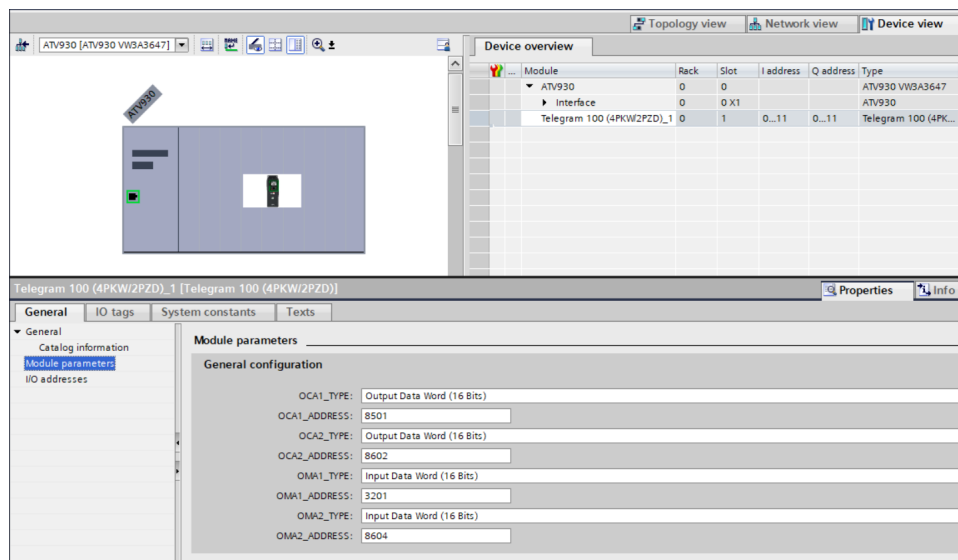 Topology view Network view Device view
ATV930 [ATV930 VW3A3647]
Device overview
... Module Rack Slot I address Q address Type
ATV930 0 0 ATV930 VW3A3647
Interface 0 0 X1 ATV930
Telegram 100 (4PKW/2PZD)_1 0 1 0...11 0...11 Telegram 100 (4PK...
ATV930
Telegram 100 (4PKW/2PZD)_1 [Telegram 100 (4PKW/2PZD)]
Properties Info
General IO tags System constants Texts
General
Catalog information
Module parameters
I/O addresses
Module parameters
General configuration
OCA1_TYPE: Output Data Word (16 Bits)
OCA1_ADDRESS: 8501
OCA2_TYPE: Output Data Word (16 Bits)
OCA2_ADDRESS: 8602
OMA1_TYPE: Input Data Word (16 Bits)
OMA1_ADDRESS: 3201
OMA2_TYPE: Input Data Word (16 Bits)
OMA2_ADDRESS: 8604